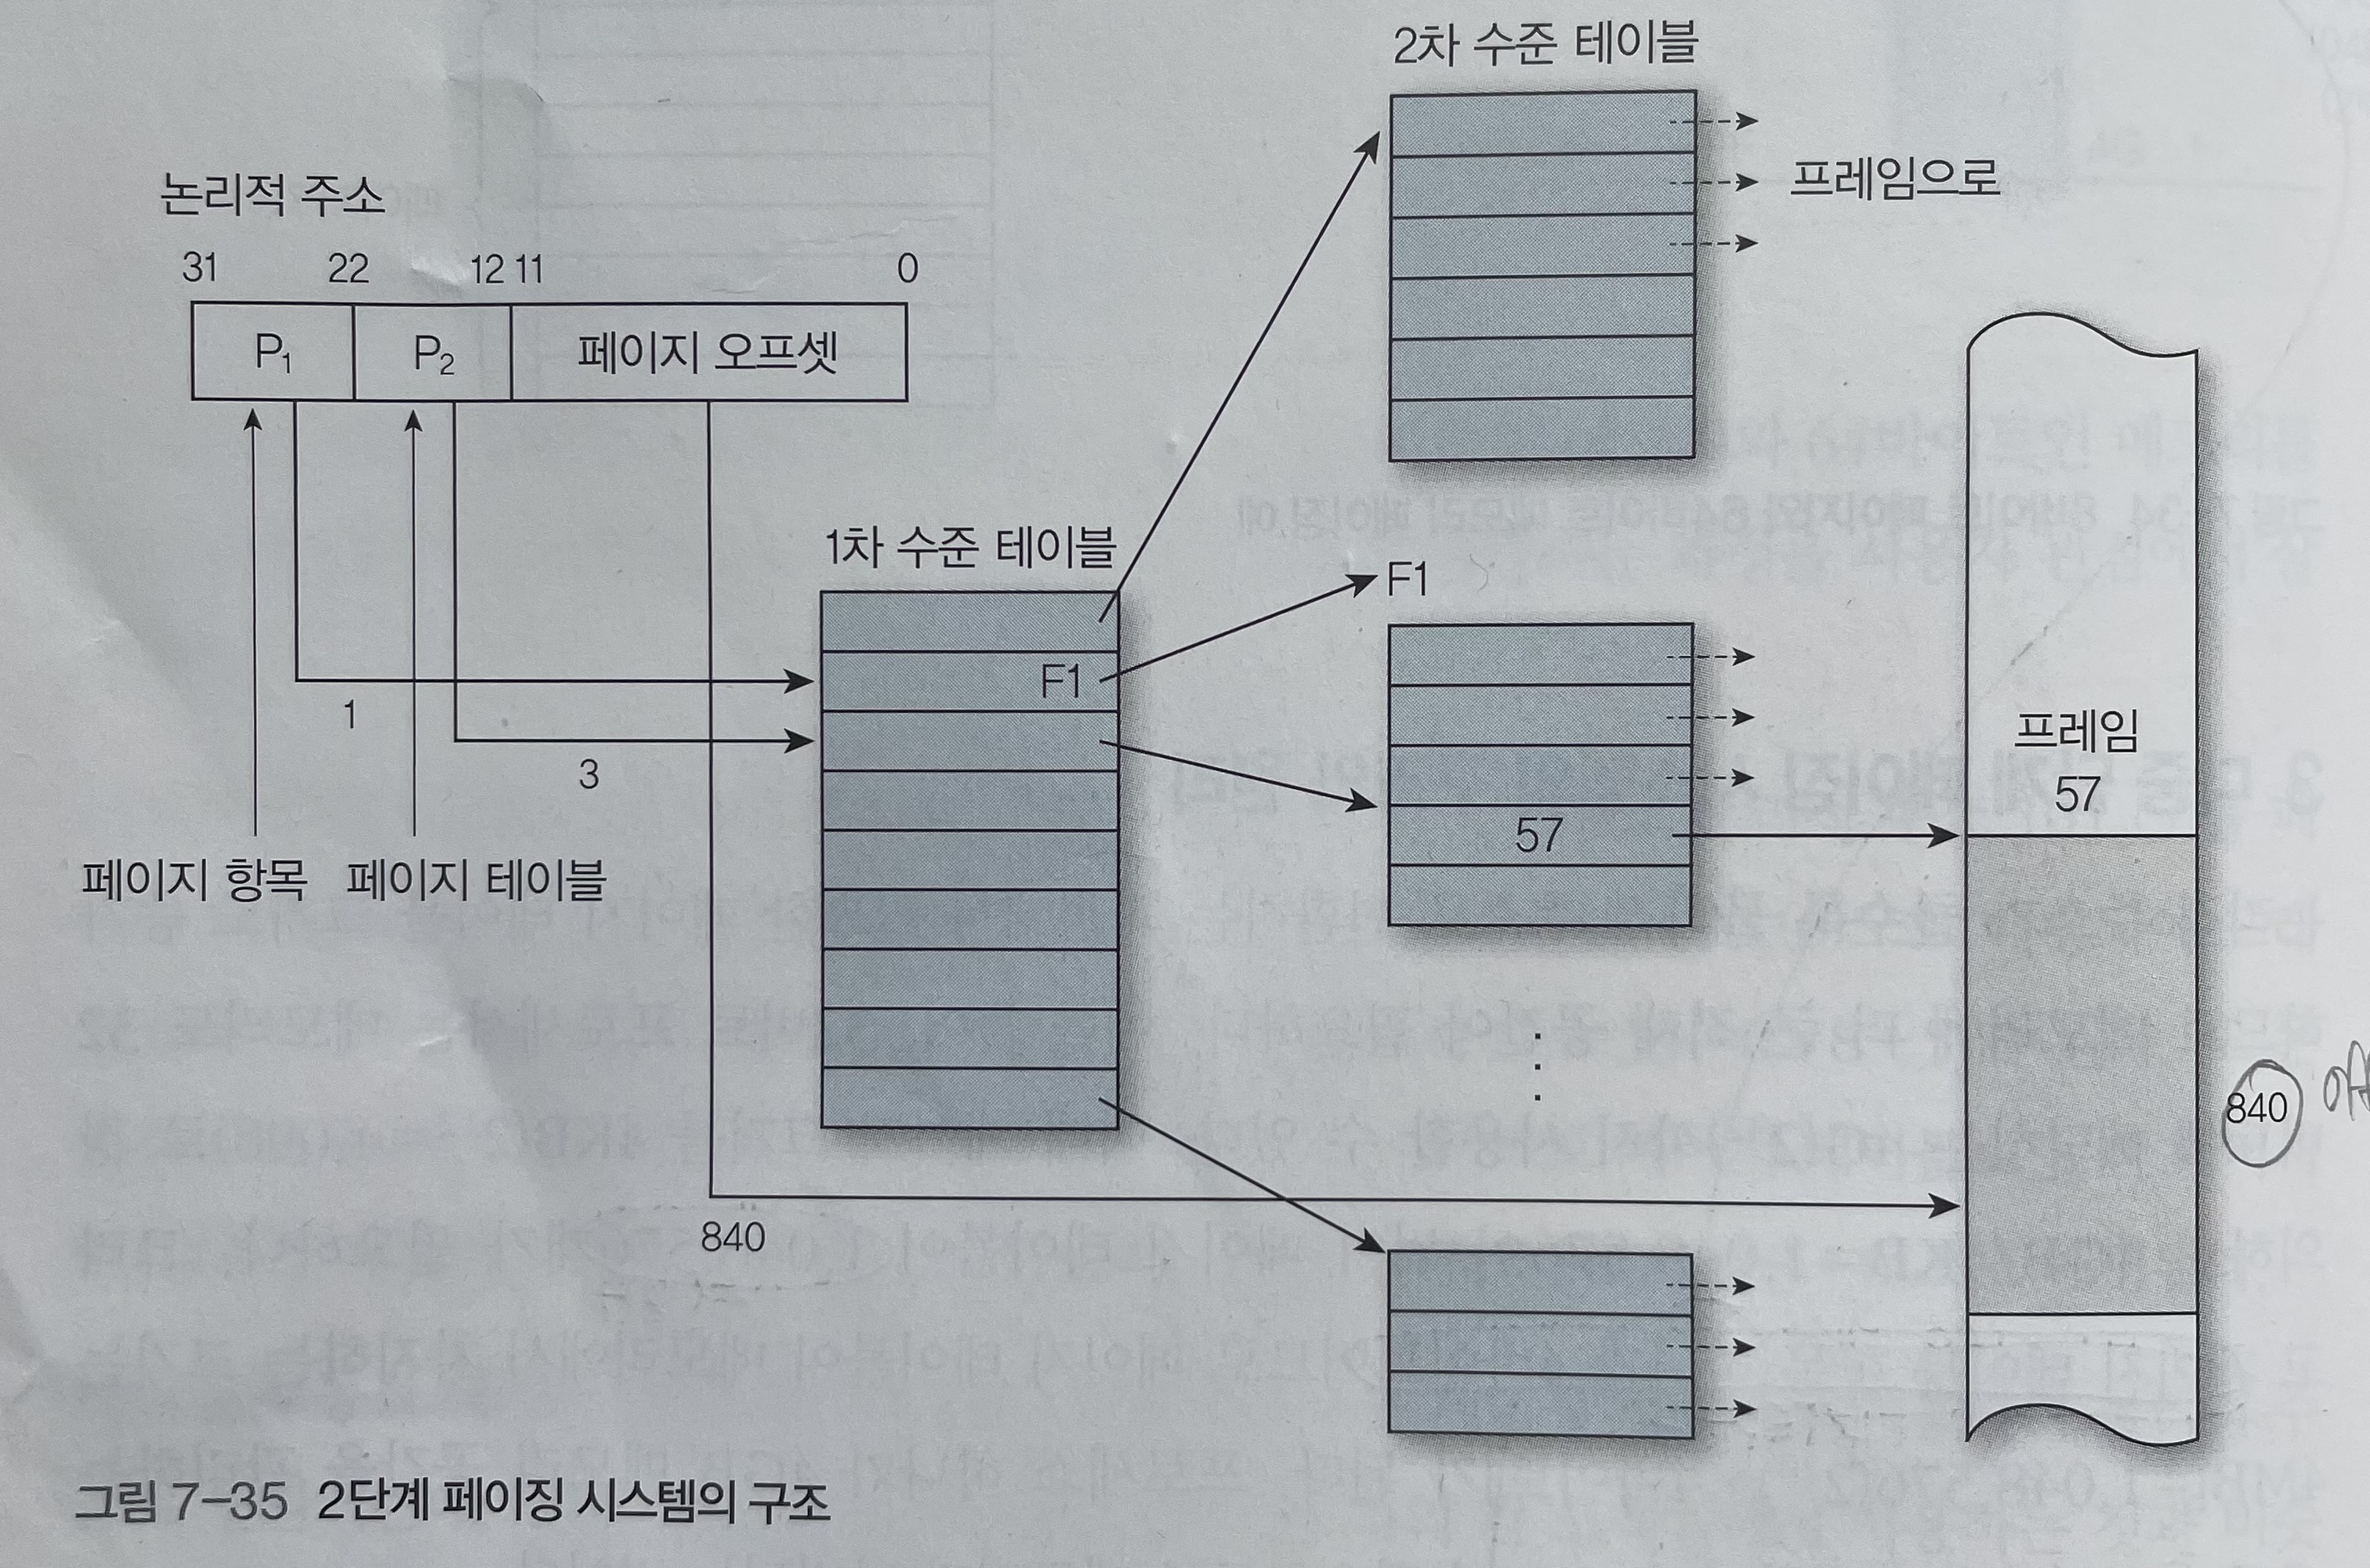 2차 수준 테이블
프레임으로
논리적 주소
31 22 12 11 0
P₁ P₂ 페이지 오프셋
1차 수준 테이블
F1
F1
1
3
57
프레임
57
페이지 항목 페이지 테이블
840
840
그림 7-35 2단계 페이징 시스템의 구조